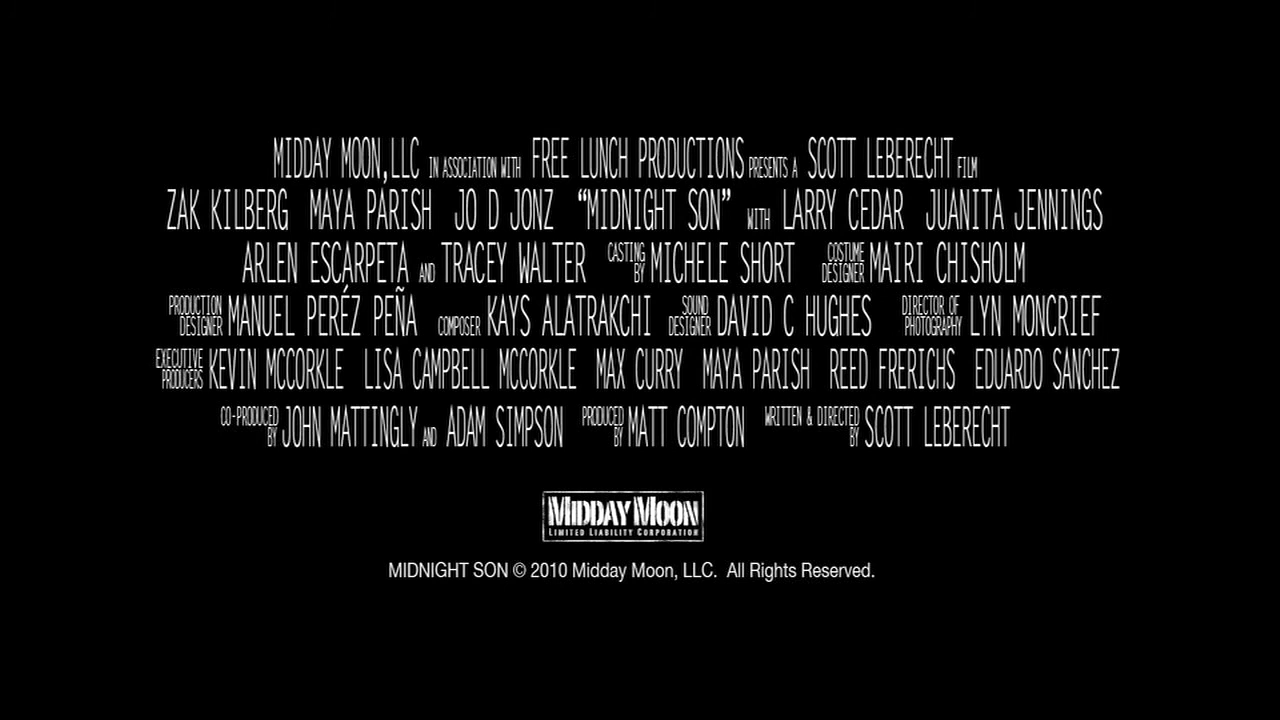 MIDDAY MOON, LLC IN ASSOCIATION WITH FREE LUNCH PRODUCTIONS PRESENTS A SCOTT LEBERECHT FILM
ZAK KILBERG MAYA PARISH JO D JONZ “MIDNIGHT SON” WITH LARRY CEDAR JUANITA JENNINGS
ARLEN ESCARPETA AND TRACEY WALTER CASTING BY MICHELE SHORT COSTUME DESIGNER MAIRI CHISHOLM
PRODUCTION DESIGNER MANUEL PERÉZ PEÑA COMPOSER KAYS ALATRAKCHI SOUND DESIGNER DAVID C HUGHES DIRECTOR OF PHOTOGRAPHY LYN MONCRIEF
EXECUTIVE PRODUCERS KEVIN MCCORKLE LISA CAMPBELL MCCORKLE MAX CURRY MAYA PARISH REED FRERICHS EDUARDO SANCHEZ
CO-PRODUCED BY JOHN MATTINGLY AND ADAM SIMPSON PRODUCED BY MATT COMPTON WRITTEN & DIRECTED BY SCOTT LEBERECHT
MIDDAY MOON
LIMITED LIABILITY CORPORATION
MIDNIGHT SON © 2010 Midday Moon, LLC. All Rights Reserved.